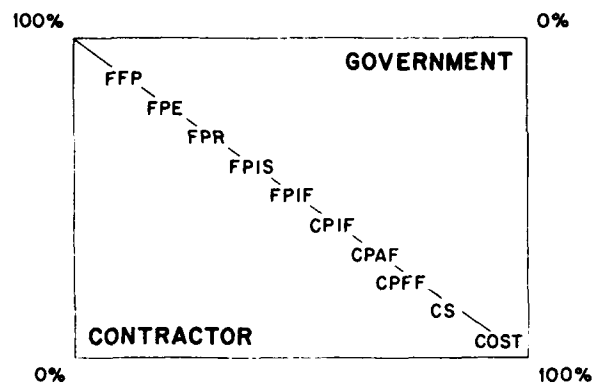 100% 0%
GOVERNMENT
FFP
FPE
FPR
FPIS
FPIF
CPIF
CPAF
CPFF
CS
CONTRACTOR
COST
0% 100%